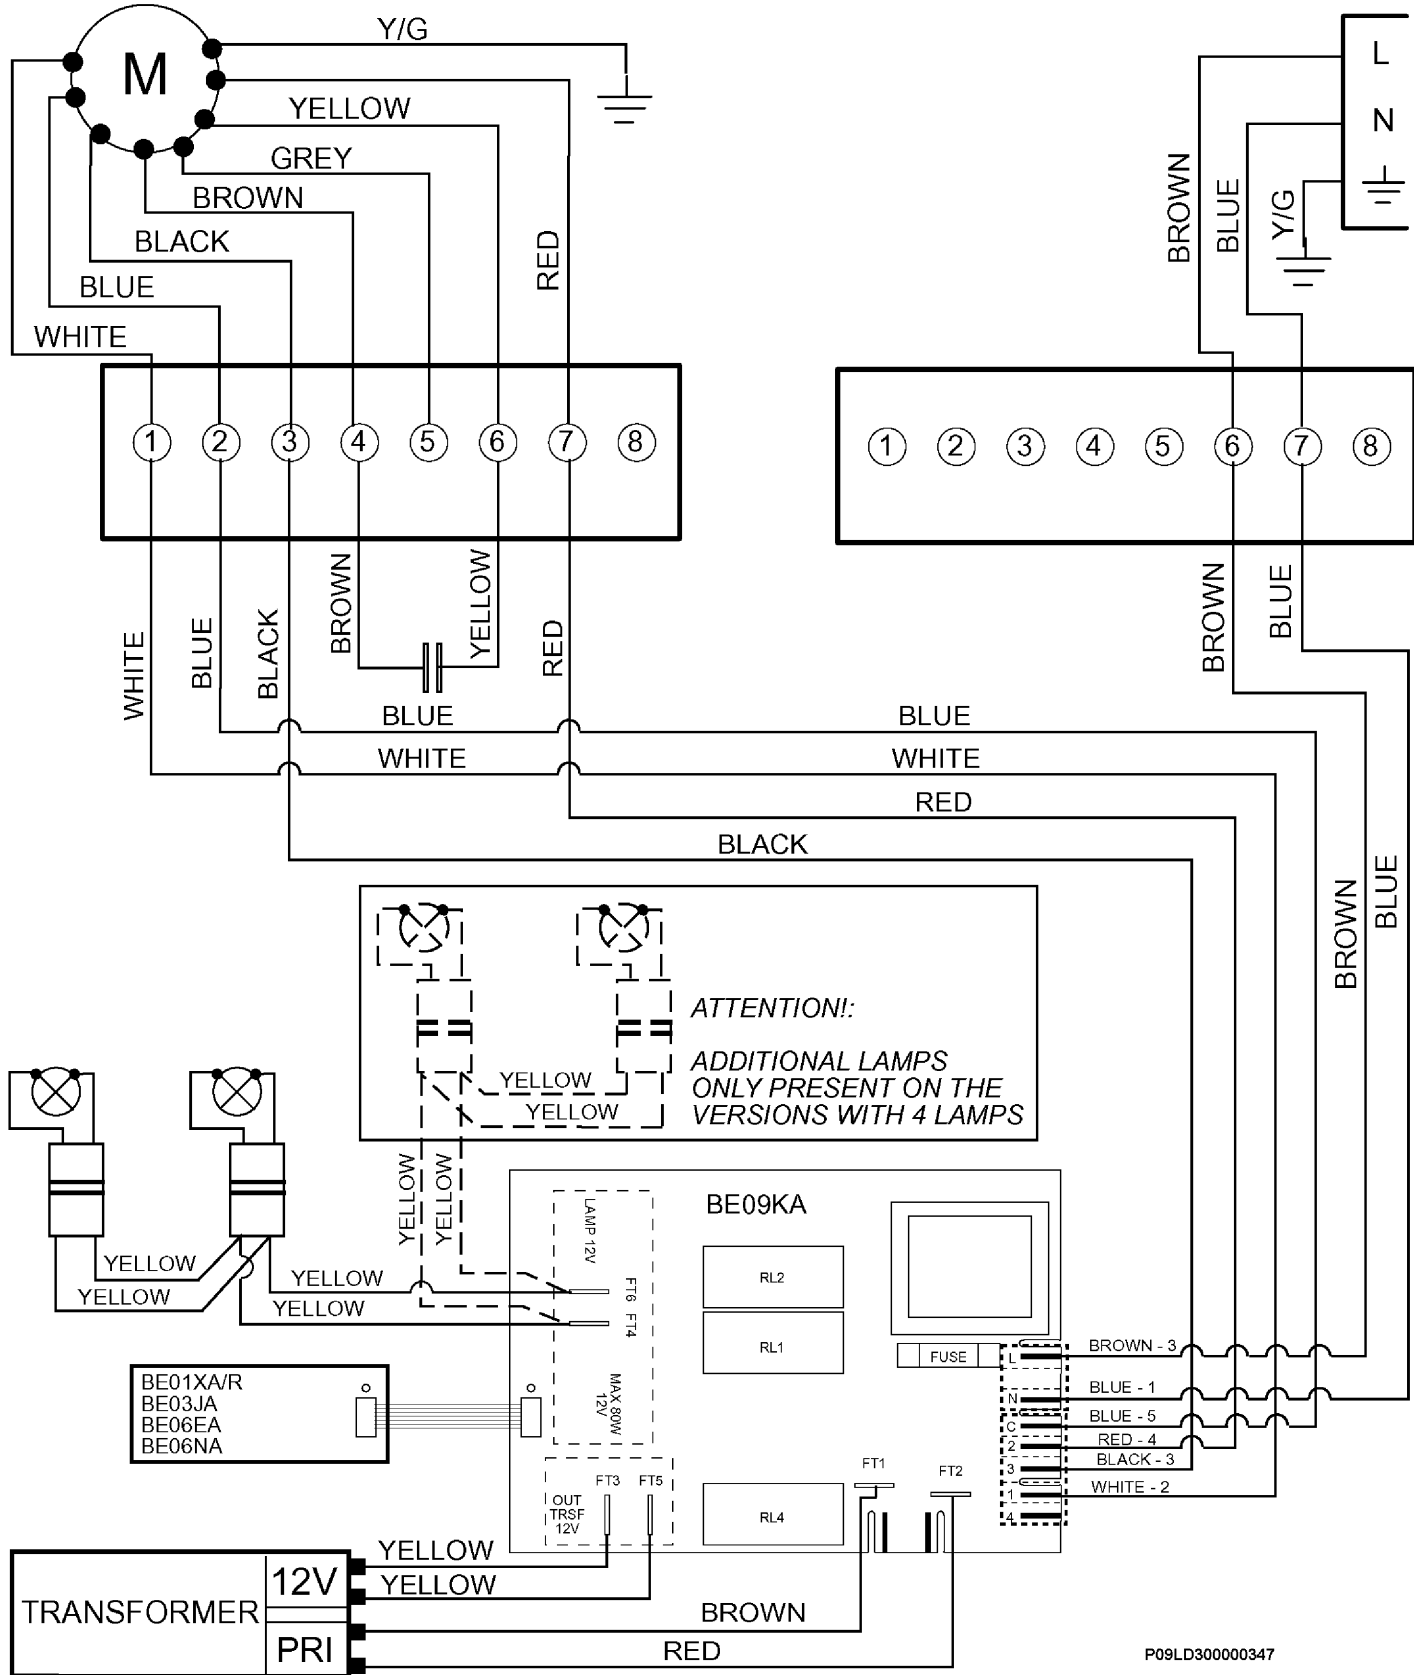 M
Y/G
YELLOW
GREY
BROWN
BLACK
BLUE
WHITE
RED
L
N
BROWN
BLUE
Y/G
1 2 3 4 5 6 7 8
1 2 3 4 5 6 7 8
WHITE
BLUE
BLACK
BROWN
YELLOW
RED
BROWN
BLUE
BLUE
BLUE
WHITE
WHITE
RED
BLACK
BROWN
BLUE
ATTENTION!:
ADDITIONAL LAMPS
ONLY PRESENT ON THE
VERSIONS WITH 4 LAMPS
YELLOW
YELLOW
YELLOW
YELLOW
YELLOW
YELLOW
YELLOW
YELLOW
BE09KA
LAMP 12V
FT6
FT4
MAX.80W
12V
RL2
RL1
RL4
FUSE
L
N
C
2
3
1
4
BROWN - 3
BLUE - 1
BLUE - 5
RED - 4
BLACK - 3
WHITE - 2
BE01XA/R
BE03JA
BE06EA
BE06NA
FT3
FT5
OUT
TRSF
12V
FT1
FT2
TRANSFORMER
12V
PRI
YELLOW
YELLOW
BROWN
RED
P09LD300000347